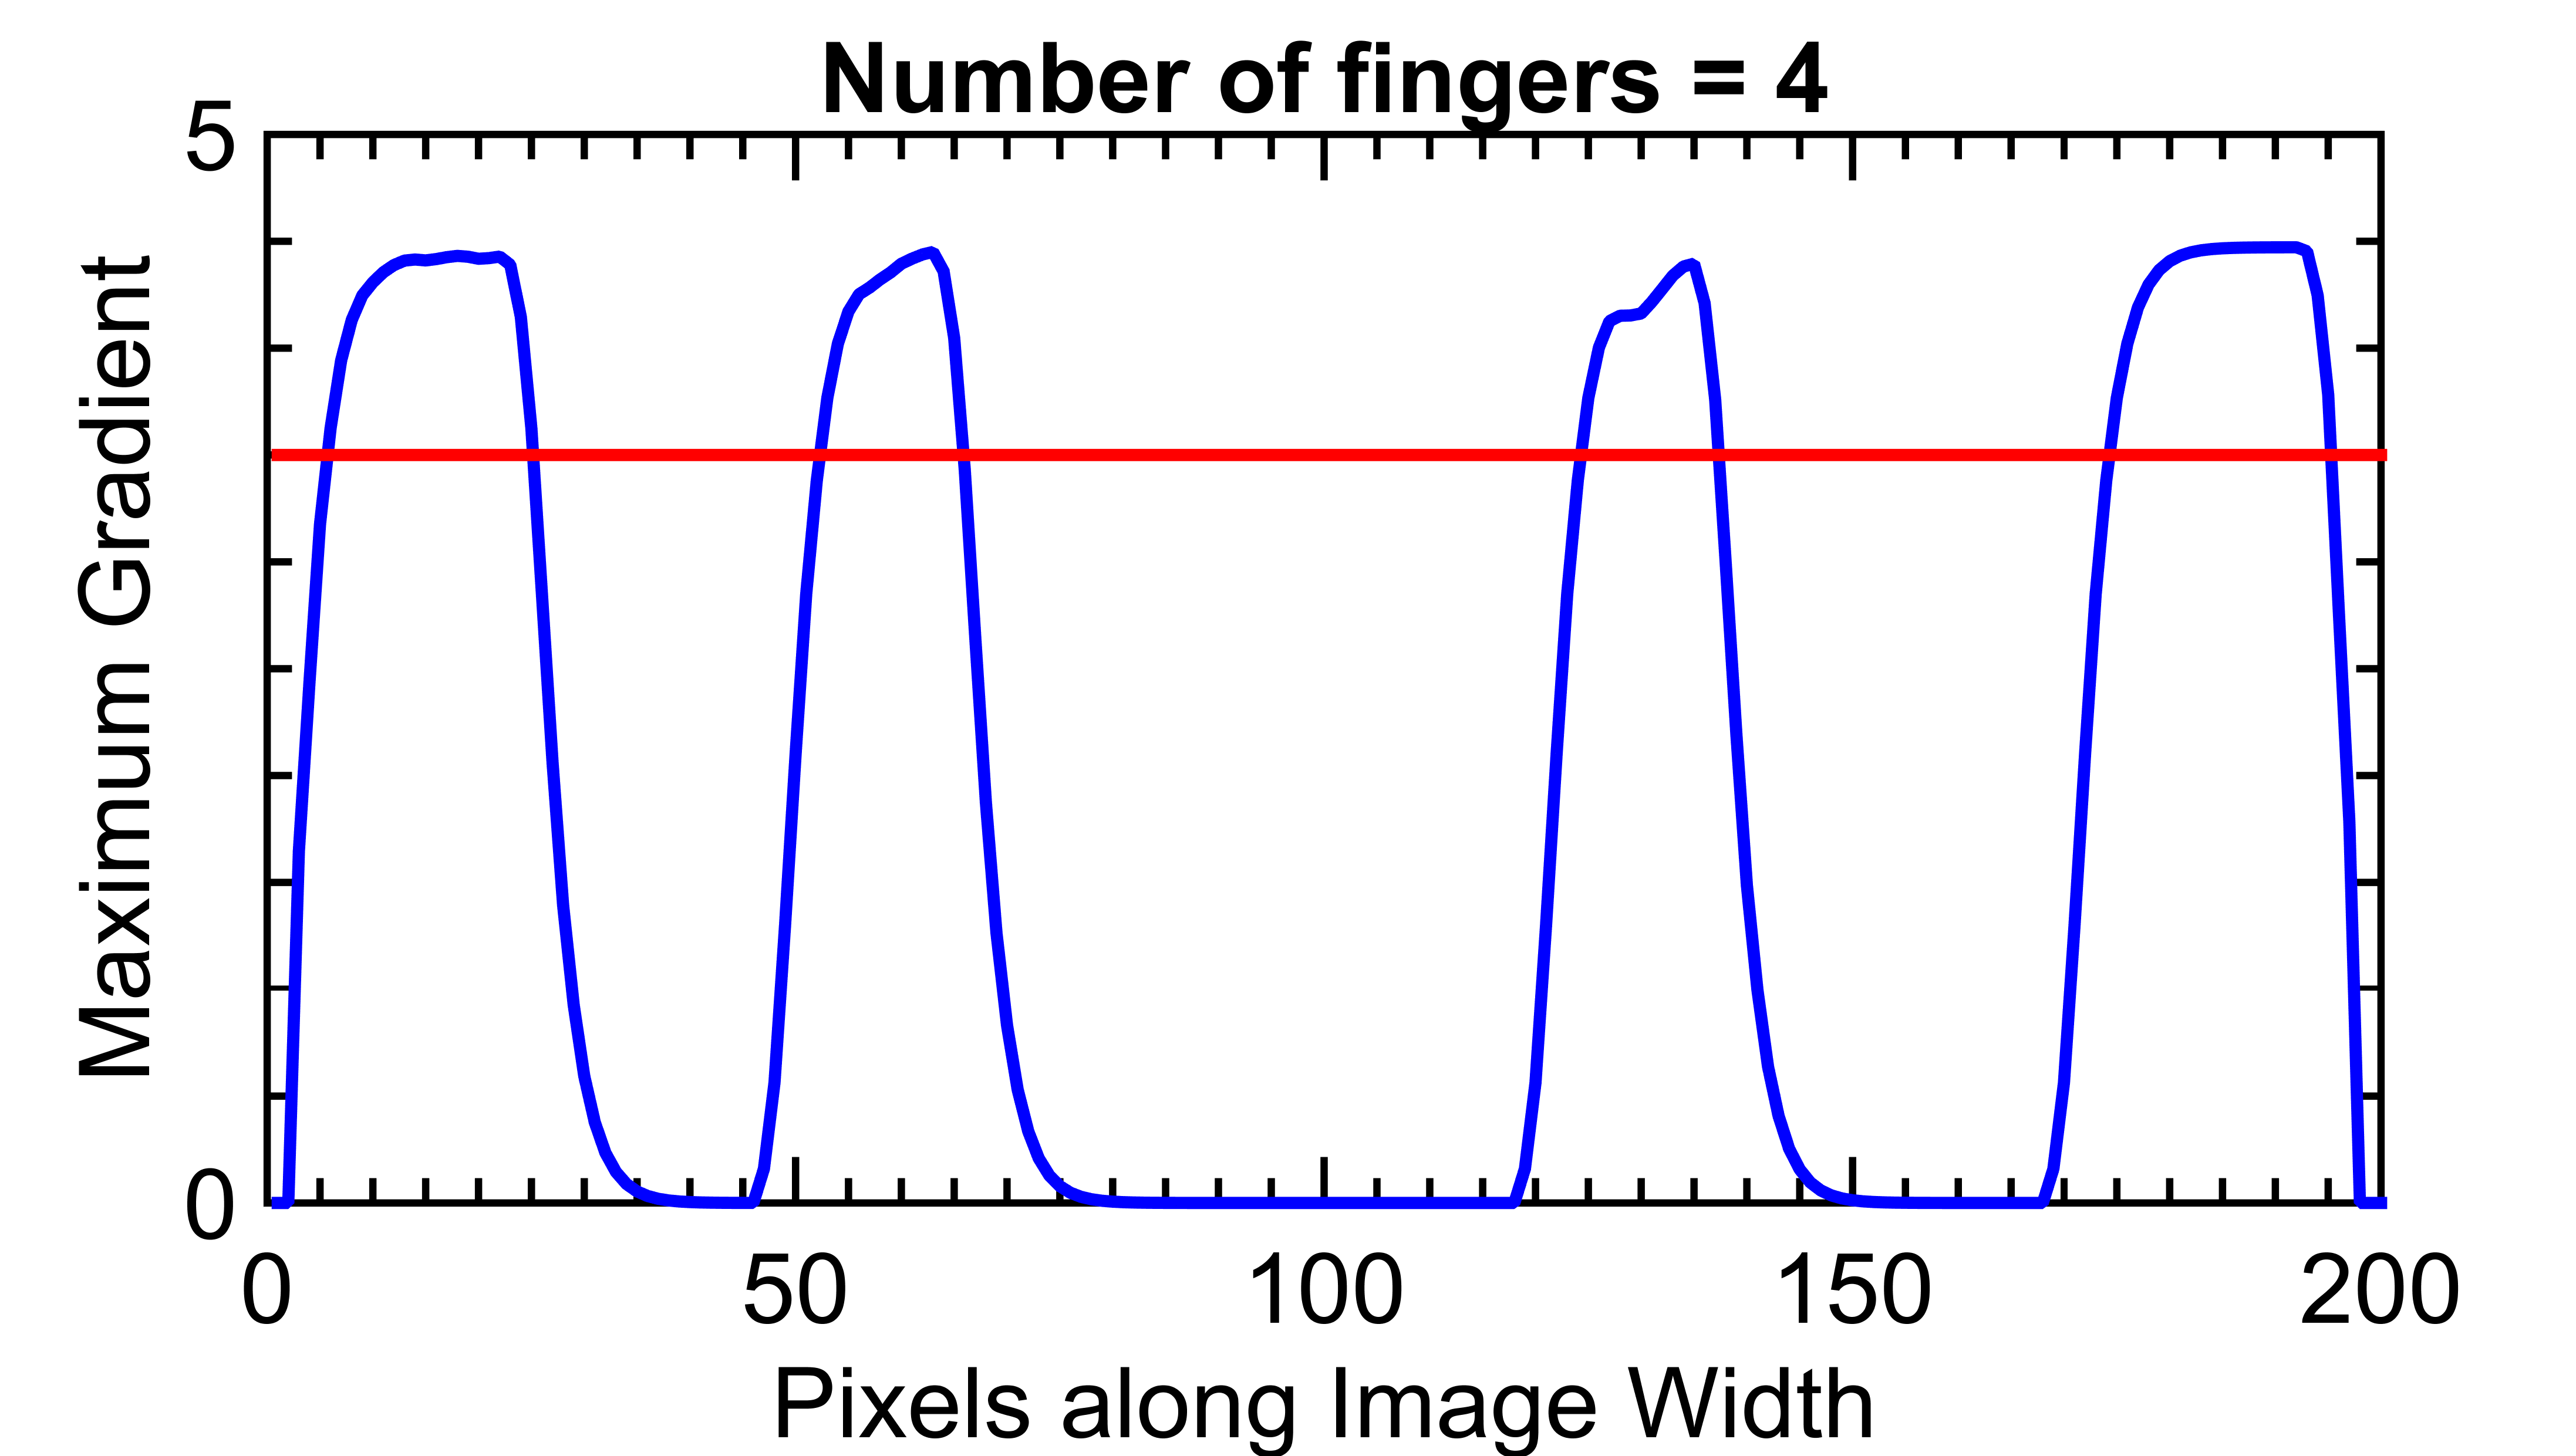 Number of fingers = 4
5
Maximum Gradient
0
0 50 100 150 200
Pixels along Image Width